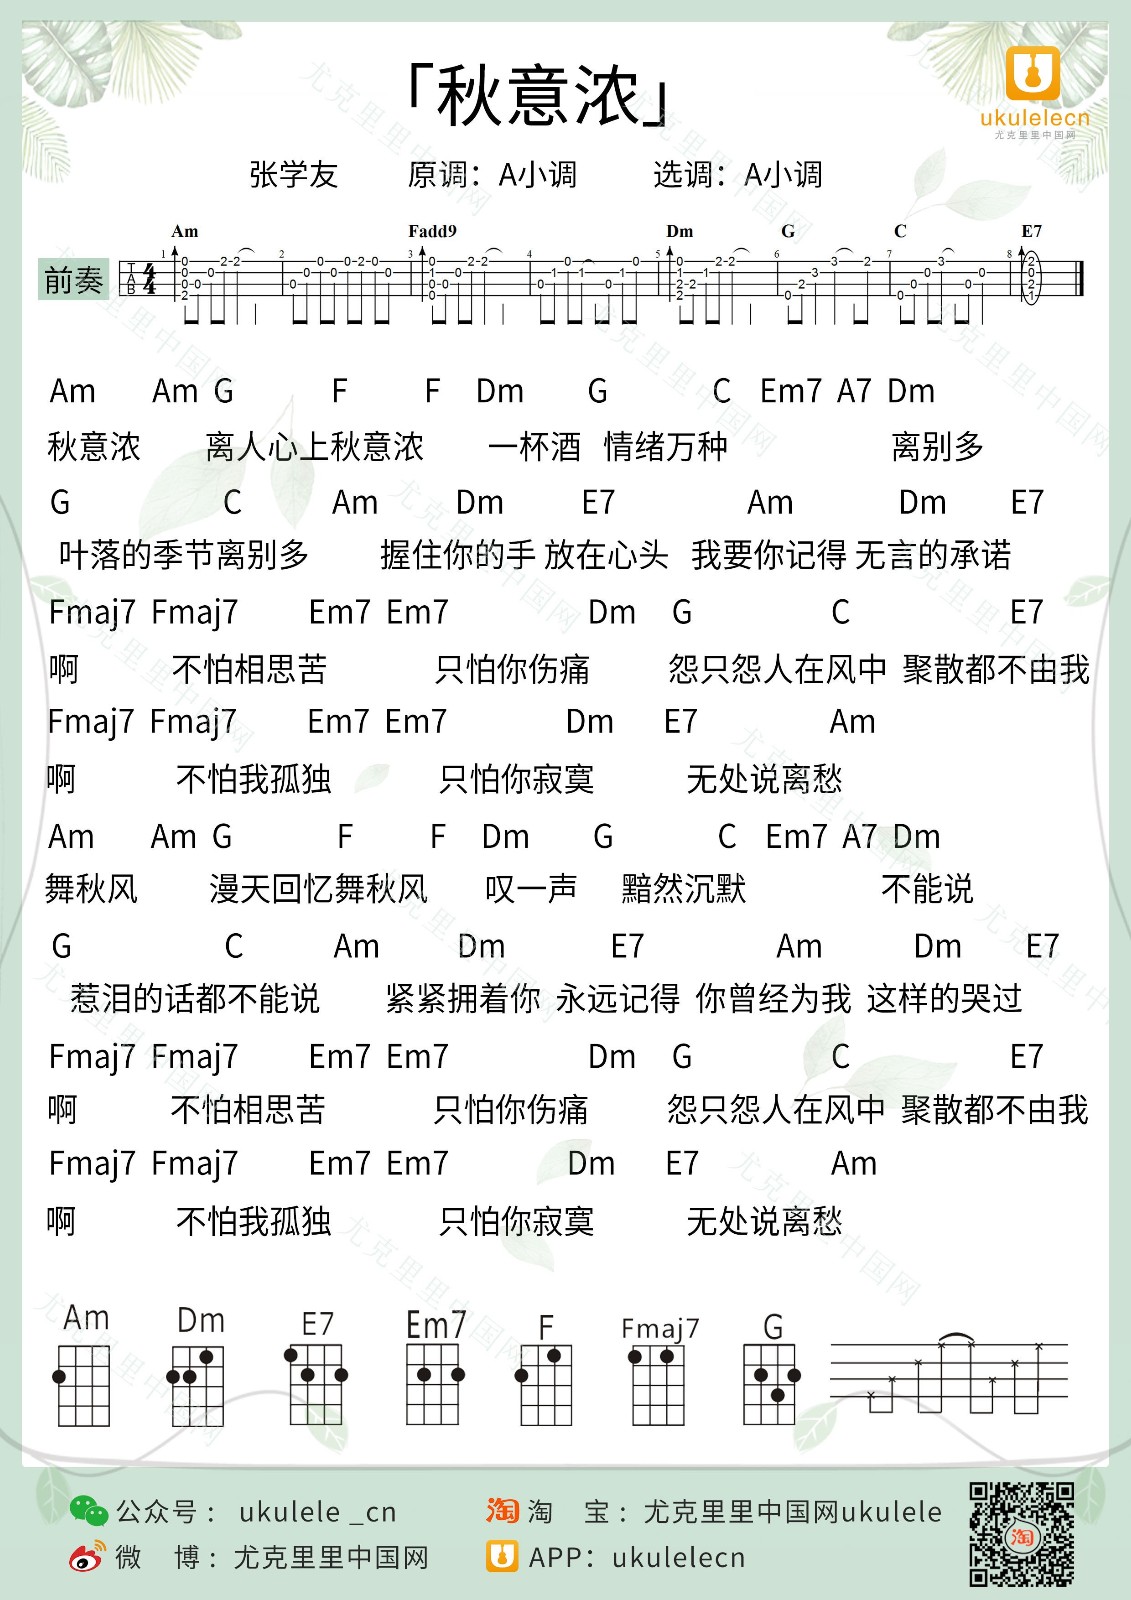 「秋意浓」
ukulelecn
尤克里里中国网
张学友 原调：A小调 选调：A小调
Am Fadd9 Dm G C E7
前奏
Am Am G F F Dm G C Em7 A7 Dm
秋意浓 离人心上秋意浓 一杯酒 情绪万种 离别多
G C Am Dm E7 Am Dm E7
叶落的季节离别多 握住你的手 放在心头 我要你记得 无言的承诺
Fmaj7 Fmaj7 Em7 Em7 Dm G C E7
啊 不怕相思苦 只怕你伤痛 怨只怨人在风中 聚散都不由我
Fmaj7 Fmaj7 Em7 Em7 Dm E7 Am
啊 不怕我孤独 只怕你寂寞 无处说离愁
Am Am G F F Dm G C Em7 A7 Dm
舞秋风 漫天回忆舞秋风 叹一声 黯然沉默 不能说
G C Am Dm E7 Am Dm E7
惹泪的话都不能说 紧紧拥着你 永远记得 你曾经为我 这样的哭过
Fmaj7 Fmaj7 Em7 Em7 Dm G C E7
啊 不怕相思苦 只怕你伤痛 怨只怨人在风中 聚散都不由我
Fmaj7 Fmaj7 Em7 Em7 Dm E7 Am
啊 不怕我孤独 只怕你寂寞 无处说离愁
Am Dm E7 Em7 F Fmaj7 G
公众号： ukulele _cn 淘 淘 宝：尤克里里中国网ukulele
微 博：尤克里里中国网 APP：ukulelecn
淘